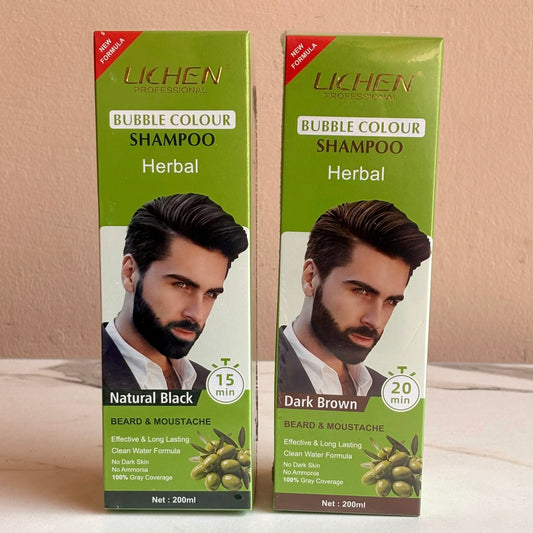 NEW
FORMULA
LICHEN
PROFESSIONAL
BUBBLE COLOUR
SHAMPOO
Herbal
15
min
Natural Black
BEARD & MOUSTACHE
Effective & Long Lasting
Clean Water Formula
No Dark Skin
No Ammonia
100% Gray Coverage
Net : 200ml
NEW
FORMULA
LICHEN
PROFESSIONAL
BUBBLE COLOUR
SHAMPOO
Herbal
20
min
Dark Brown
BEARD & MOUSTACHE
Effective & Long Lasting
Clean Water Formula
No Dark Skin
No Ammonia
100% Gray Coverage
Net : 200ml